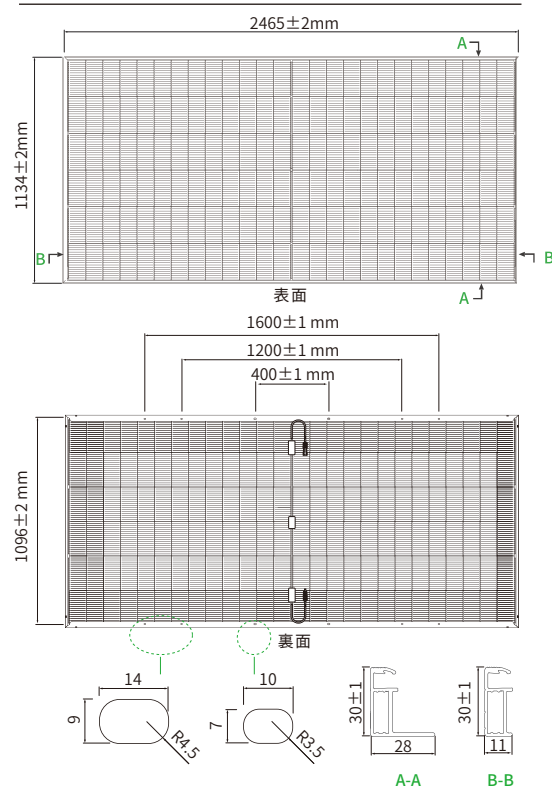 2465±2mm
A
1134±2mm
B
B
表面
A
1600±1 mm
1200±1 mm
400±1 mm
1096±2 mm
裏面
14
9
R4.5
10
7
R3.5
30±1
28
A-A
30±1
11
B-B